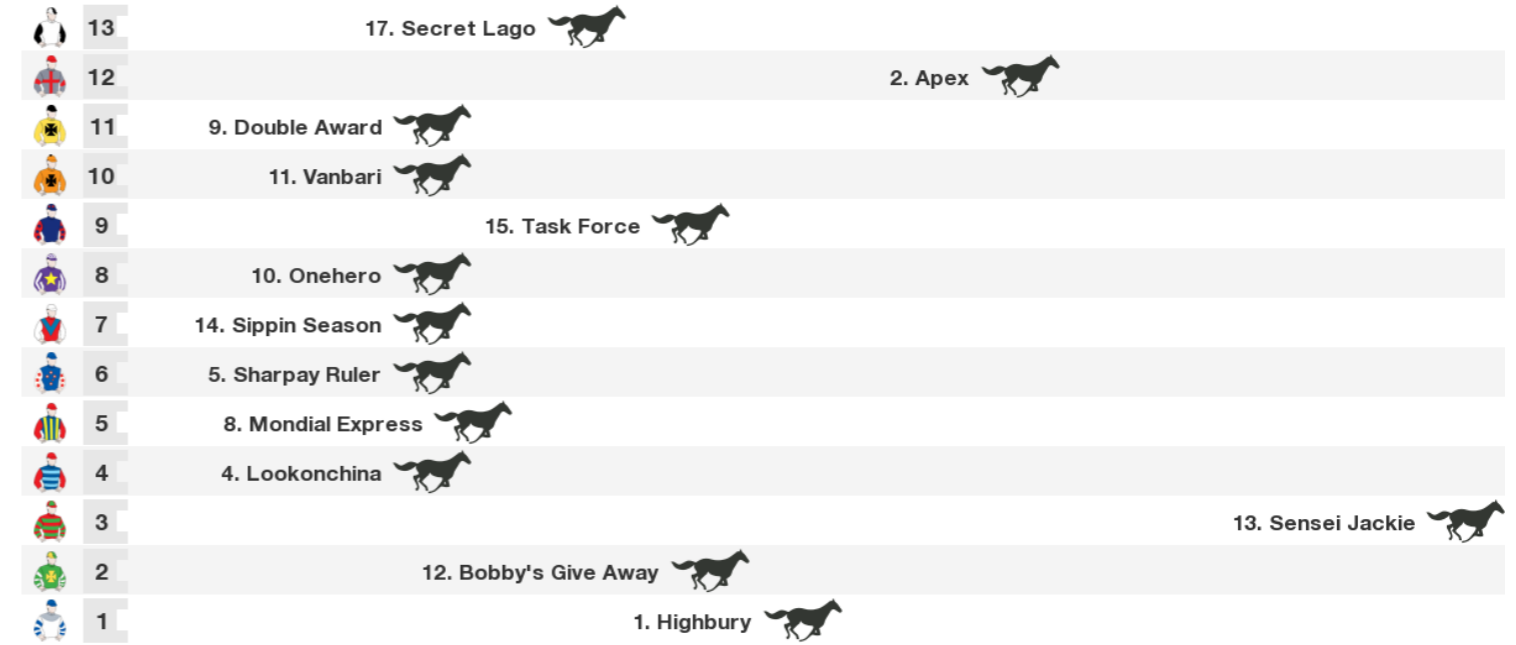 13 17. Secret Lago
12 2. Apex
11 9. Double Award
10 11. Vanbari
9 15. Task Force
8 10. Onehero
7 14. Sippin Season
6 5. Sharpay Ruler
5 8. Mondial Express
4 4. Lookonchina
3 13. Sensei Jackie
2 12. Bobby's Give Away
1 1. Highbury